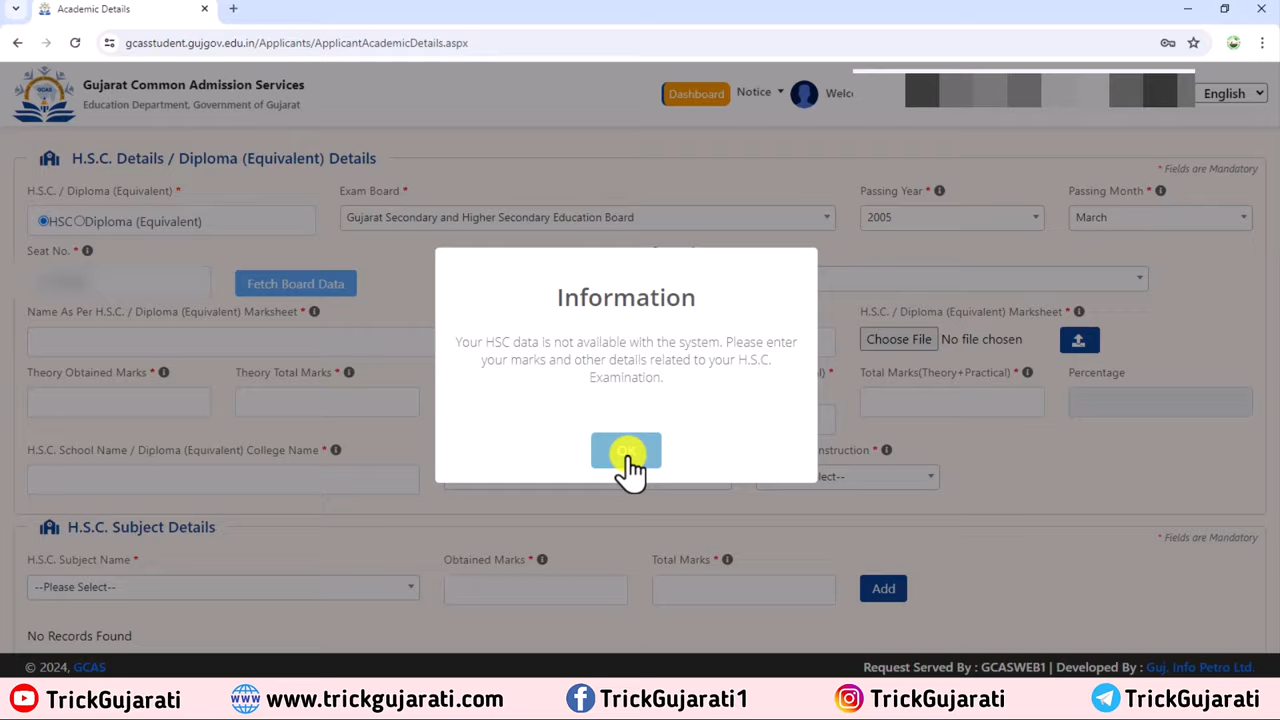 Academic Details
gcasstudent.gujgov.edu.in/Applicants/ApplicantAcademicDetails.aspx
Gujarat Common Admission Services
Education Department, Government of Gujarat
Dashboard
Notice
Welc
English
H.S.C. Details / Diploma (Equivalent) Details
* Fields are Mandatory
H.S.C. / Diploma (Equivalent) *
Exam Board *
Passing Year *
Passing Month *
HSC Diploma (Equivalent)
Gujarat Secondary and Higher Secondary Education Board
2005
March
Seat No. *
Fetch Board Data
Name As Per H.S.C. / Diploma (Equivalent) Marksheet *
H.S.C. / Diploma (Equivalent) Marksheet *
Choose File No file chosen
Information
Your HSC data is not available with the system. Please enter
your marks and other details related to your H.S.C.
Examination.
Theory Obtained Marks *
Theory Total Marks *
Total Marks(Theory+Practical) *
Percentage
H.S.C. School Name / Diploma (Equivalent) College Name *
H.S.C. Subject Details
* Fields are Mandatory
H.S.C. Subject Name *
Obtained Marks *
Total Marks *
--Please Select--
Add
No Records Found
© 2024, GCAS
Request Served By : GCASWEB1 | Developed By : Guj. Info Petro Ltd.
TrickGujarati
www.trickgujarati.com
TrickGujarati1
TrickGujarati
TrickGujarati